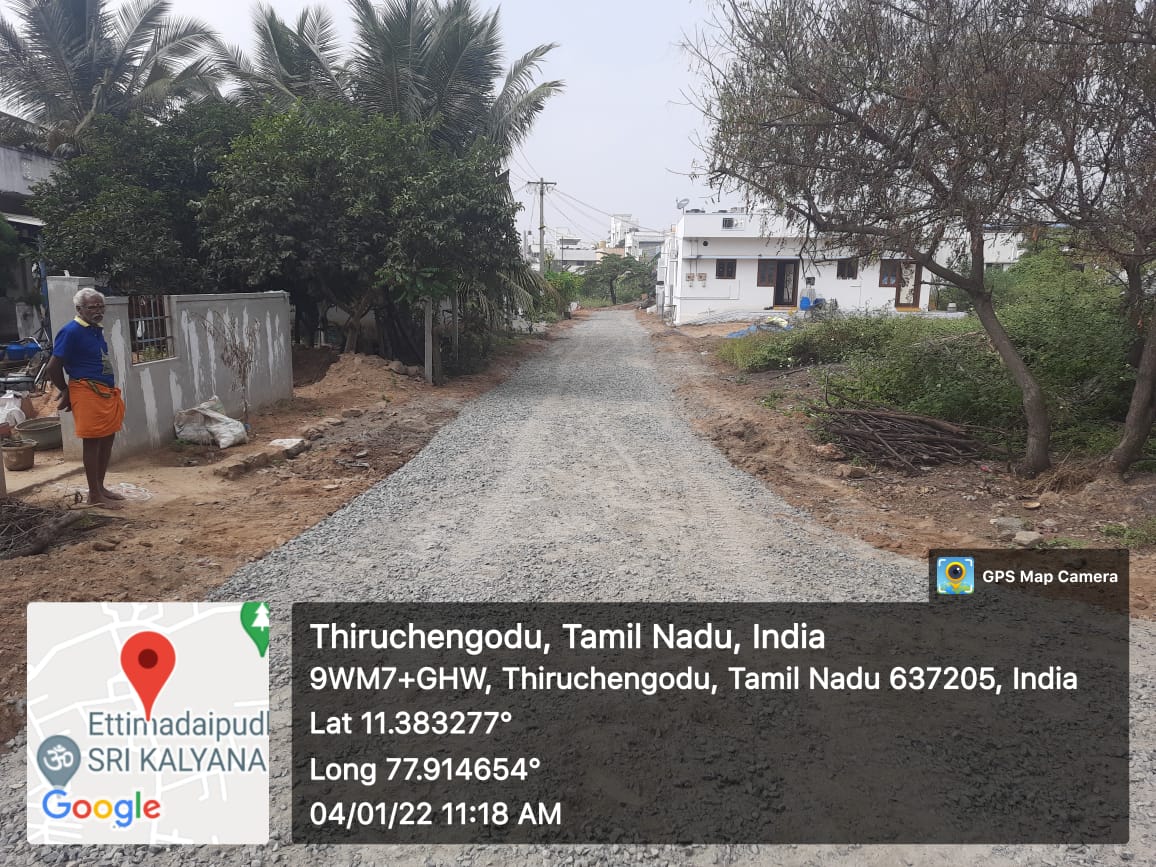 GPS Map Camera
Thiruchengodu, Tamil Nadu, India
9WM7+GHW, Thiruchengodu, Tamil Nadu 637205, India
Lat 11.383277°
Long 77.914654°
04/01/22 11:18 AM
Ettimadaipud
SRI KALYANA
Google